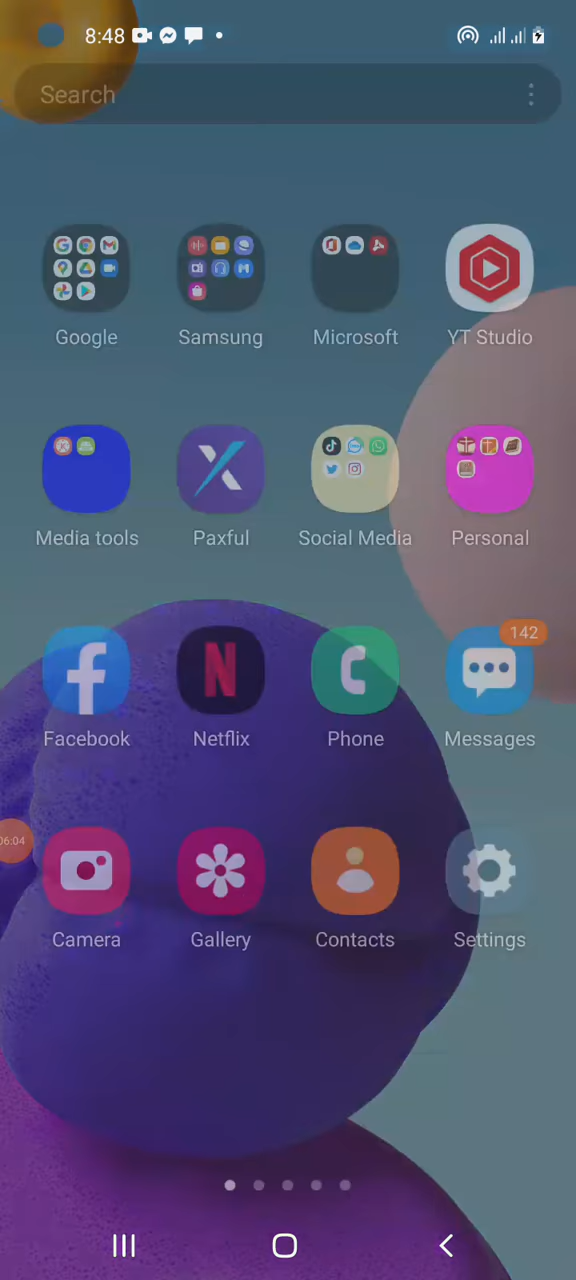 8:48
Search
Google Samsung Microsoft YT Studio
Media tools Paxful Social Media Personal
142
Facebook Netflix Phone Messages
06:04
Camera Gallery Contacts Settings